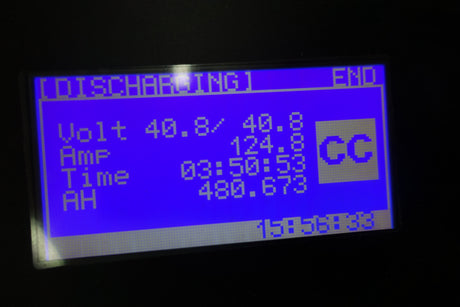 [DISCHARGING] END
Volt 40.8/ 40.8
Amp 124.8
Time 03:50:53
AH 480.673
CC
15:56:33